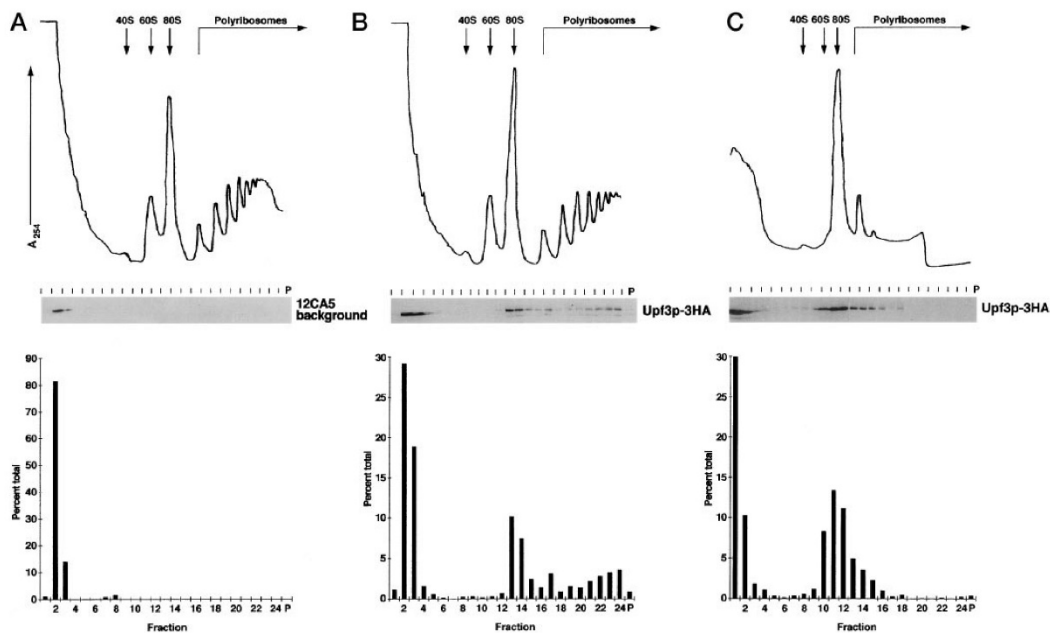 A
40S 60S 80S
Polyribosomes
A254
P
12CA5
background
Percent total
90
80
70
60
50
40
30
20
10
0
2 4 6 8 10 12 14 16 18 20 22 24 P
Fraction
B
40S 60S 80S
Polyribosomes
P
Upf3p-3HA
Percent total
30
25
20
15
10
5
0
2 4 6 8 10 12 14 16 18 20 22 24 P
Fraction
C
40S 60S 80S
Polyribosomes
P
Upf3p-3HA
Percent total
30
25
20
15
10
5
0
2 4 6 8 10 12 14 16 18 20 22 24 P
Fraction